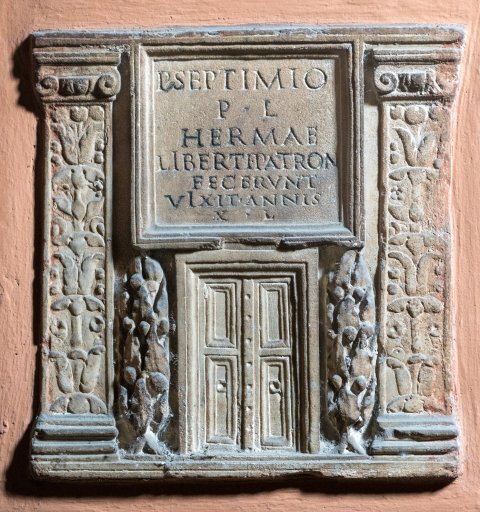 P·SEPTIMIO
P · L
HERMAE
LIBERTI PATRON
FECERVNT
VIXIT ANNIS
X · L